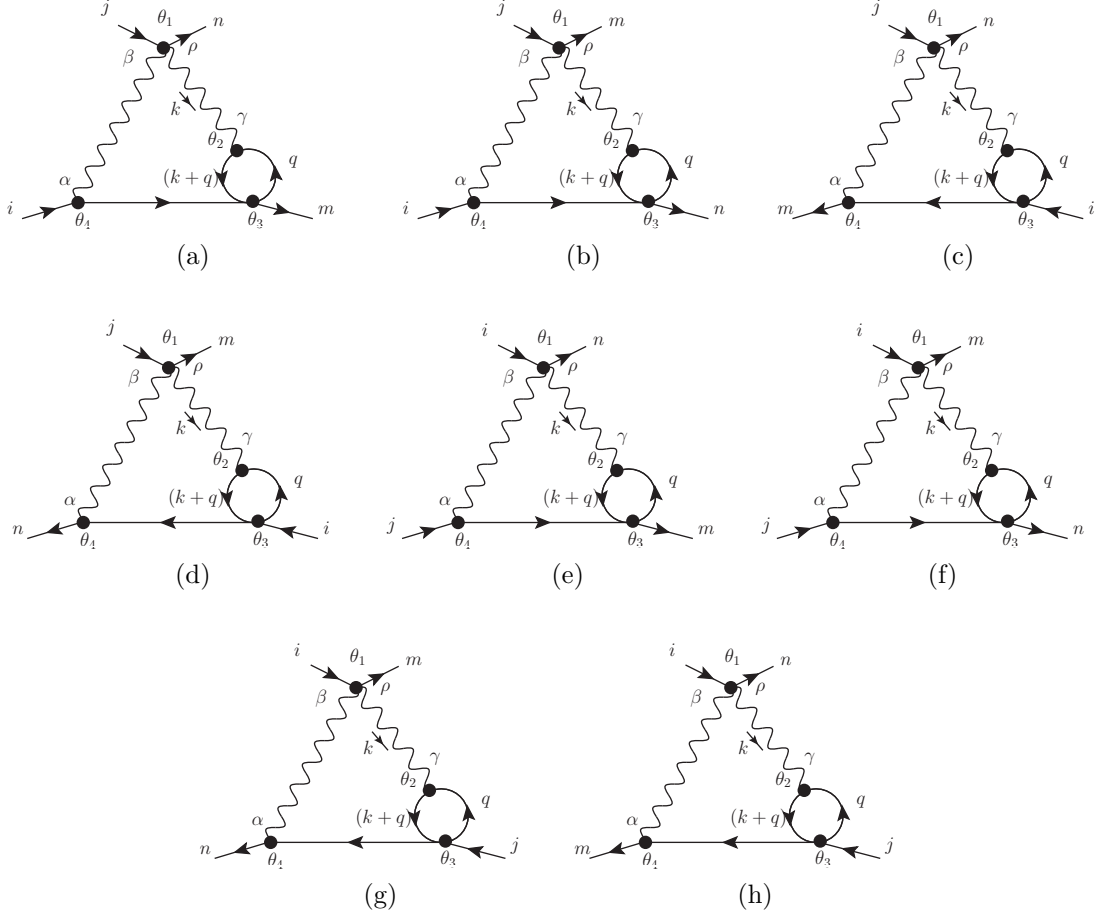 j θ₁ n j θ₁ m j θ₁ n
β ρ β ρ β ρ
k k k
γ γ γ
θ₂ θ₂ θ₂
q q q
α (k + q) α (k + q) α (k + q)
i θ₄ θ₃ m i θ₄ θ₃ n m θ₄ θ₃ i
(a) (b) (c)
j θ₁ m i θ₁ n i θ₁ m
β ρ β ρ β ρ
k k k
γ γ γ
θ₂ θ₂ θ₂
q q q
α (k + q) α (k + q) α (k + q)
n θ₄ θ₃ i j θ₄ θ₃ m j θ₄ θ₃ n
(d) (e) (f)
i θ₁ m i θ₁ n
β ρ β ρ
k k
γ γ
θ₂ θ₂
q q
α (k + q) α (k + q)
n θ₄ θ₃ j m θ₄ θ₃ j
(g) (h)